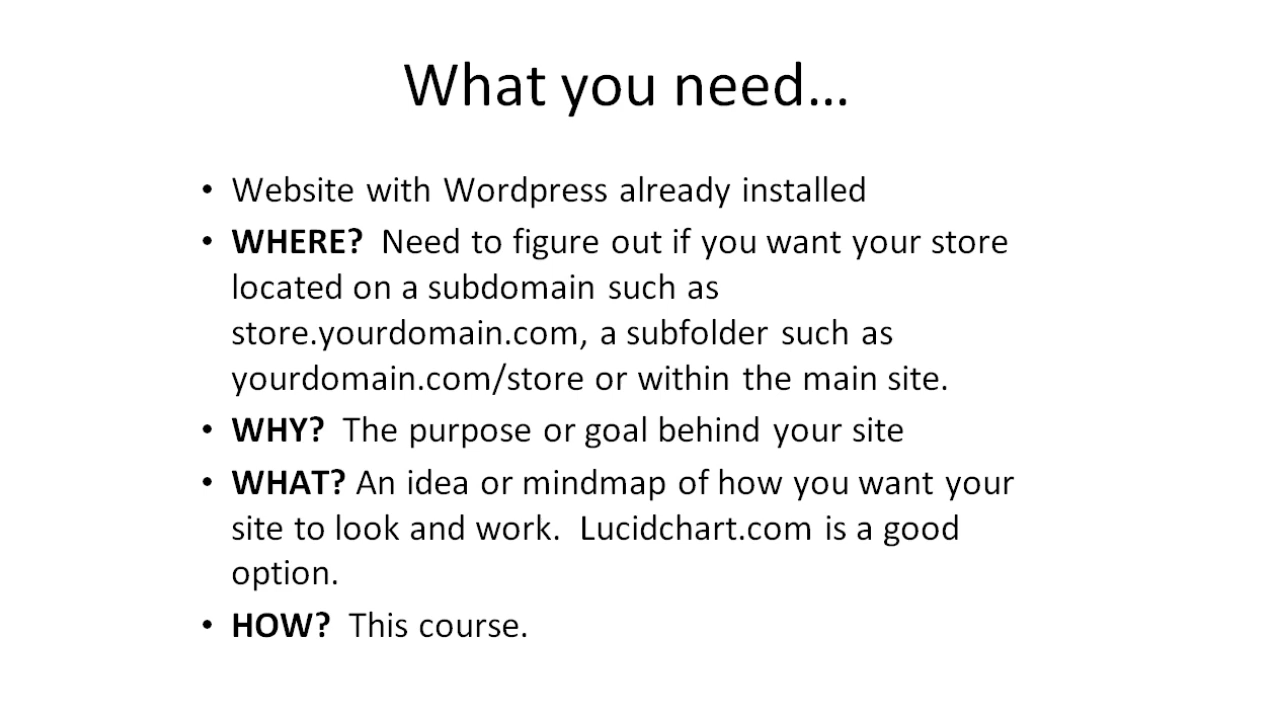 What you need...
• Website with Wordpress already installed
• WHERE?  Need to figure out if you want your store
located on a subdomain such as
store.yourdomain.com, a subfolder such as
yourdomain.com/store or within the main site.
• WHY?  The purpose or goal behind your site
• WHAT? An idea or mindmap of how you want your
site to look and work.  Lucidchart.com is a good
option.
• HOW?  This course.